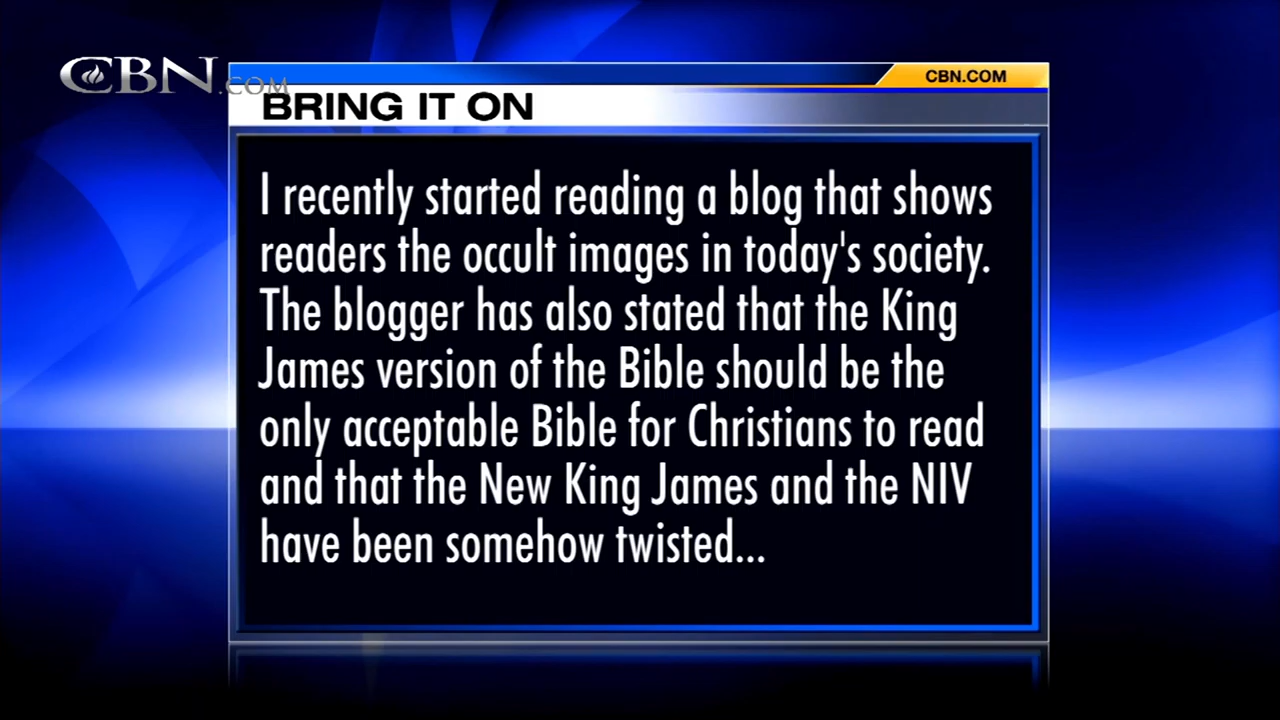 CBN.COM
CBN.COM
BRING IT ON
I recently started reading a blog that shows
readers the occult images in today's society.
The blogger has also stated that the King
James version of the Bible should be the
only acceptable Bible for Christians to read
and that the New King James and the NIV
have been somehow twisted...